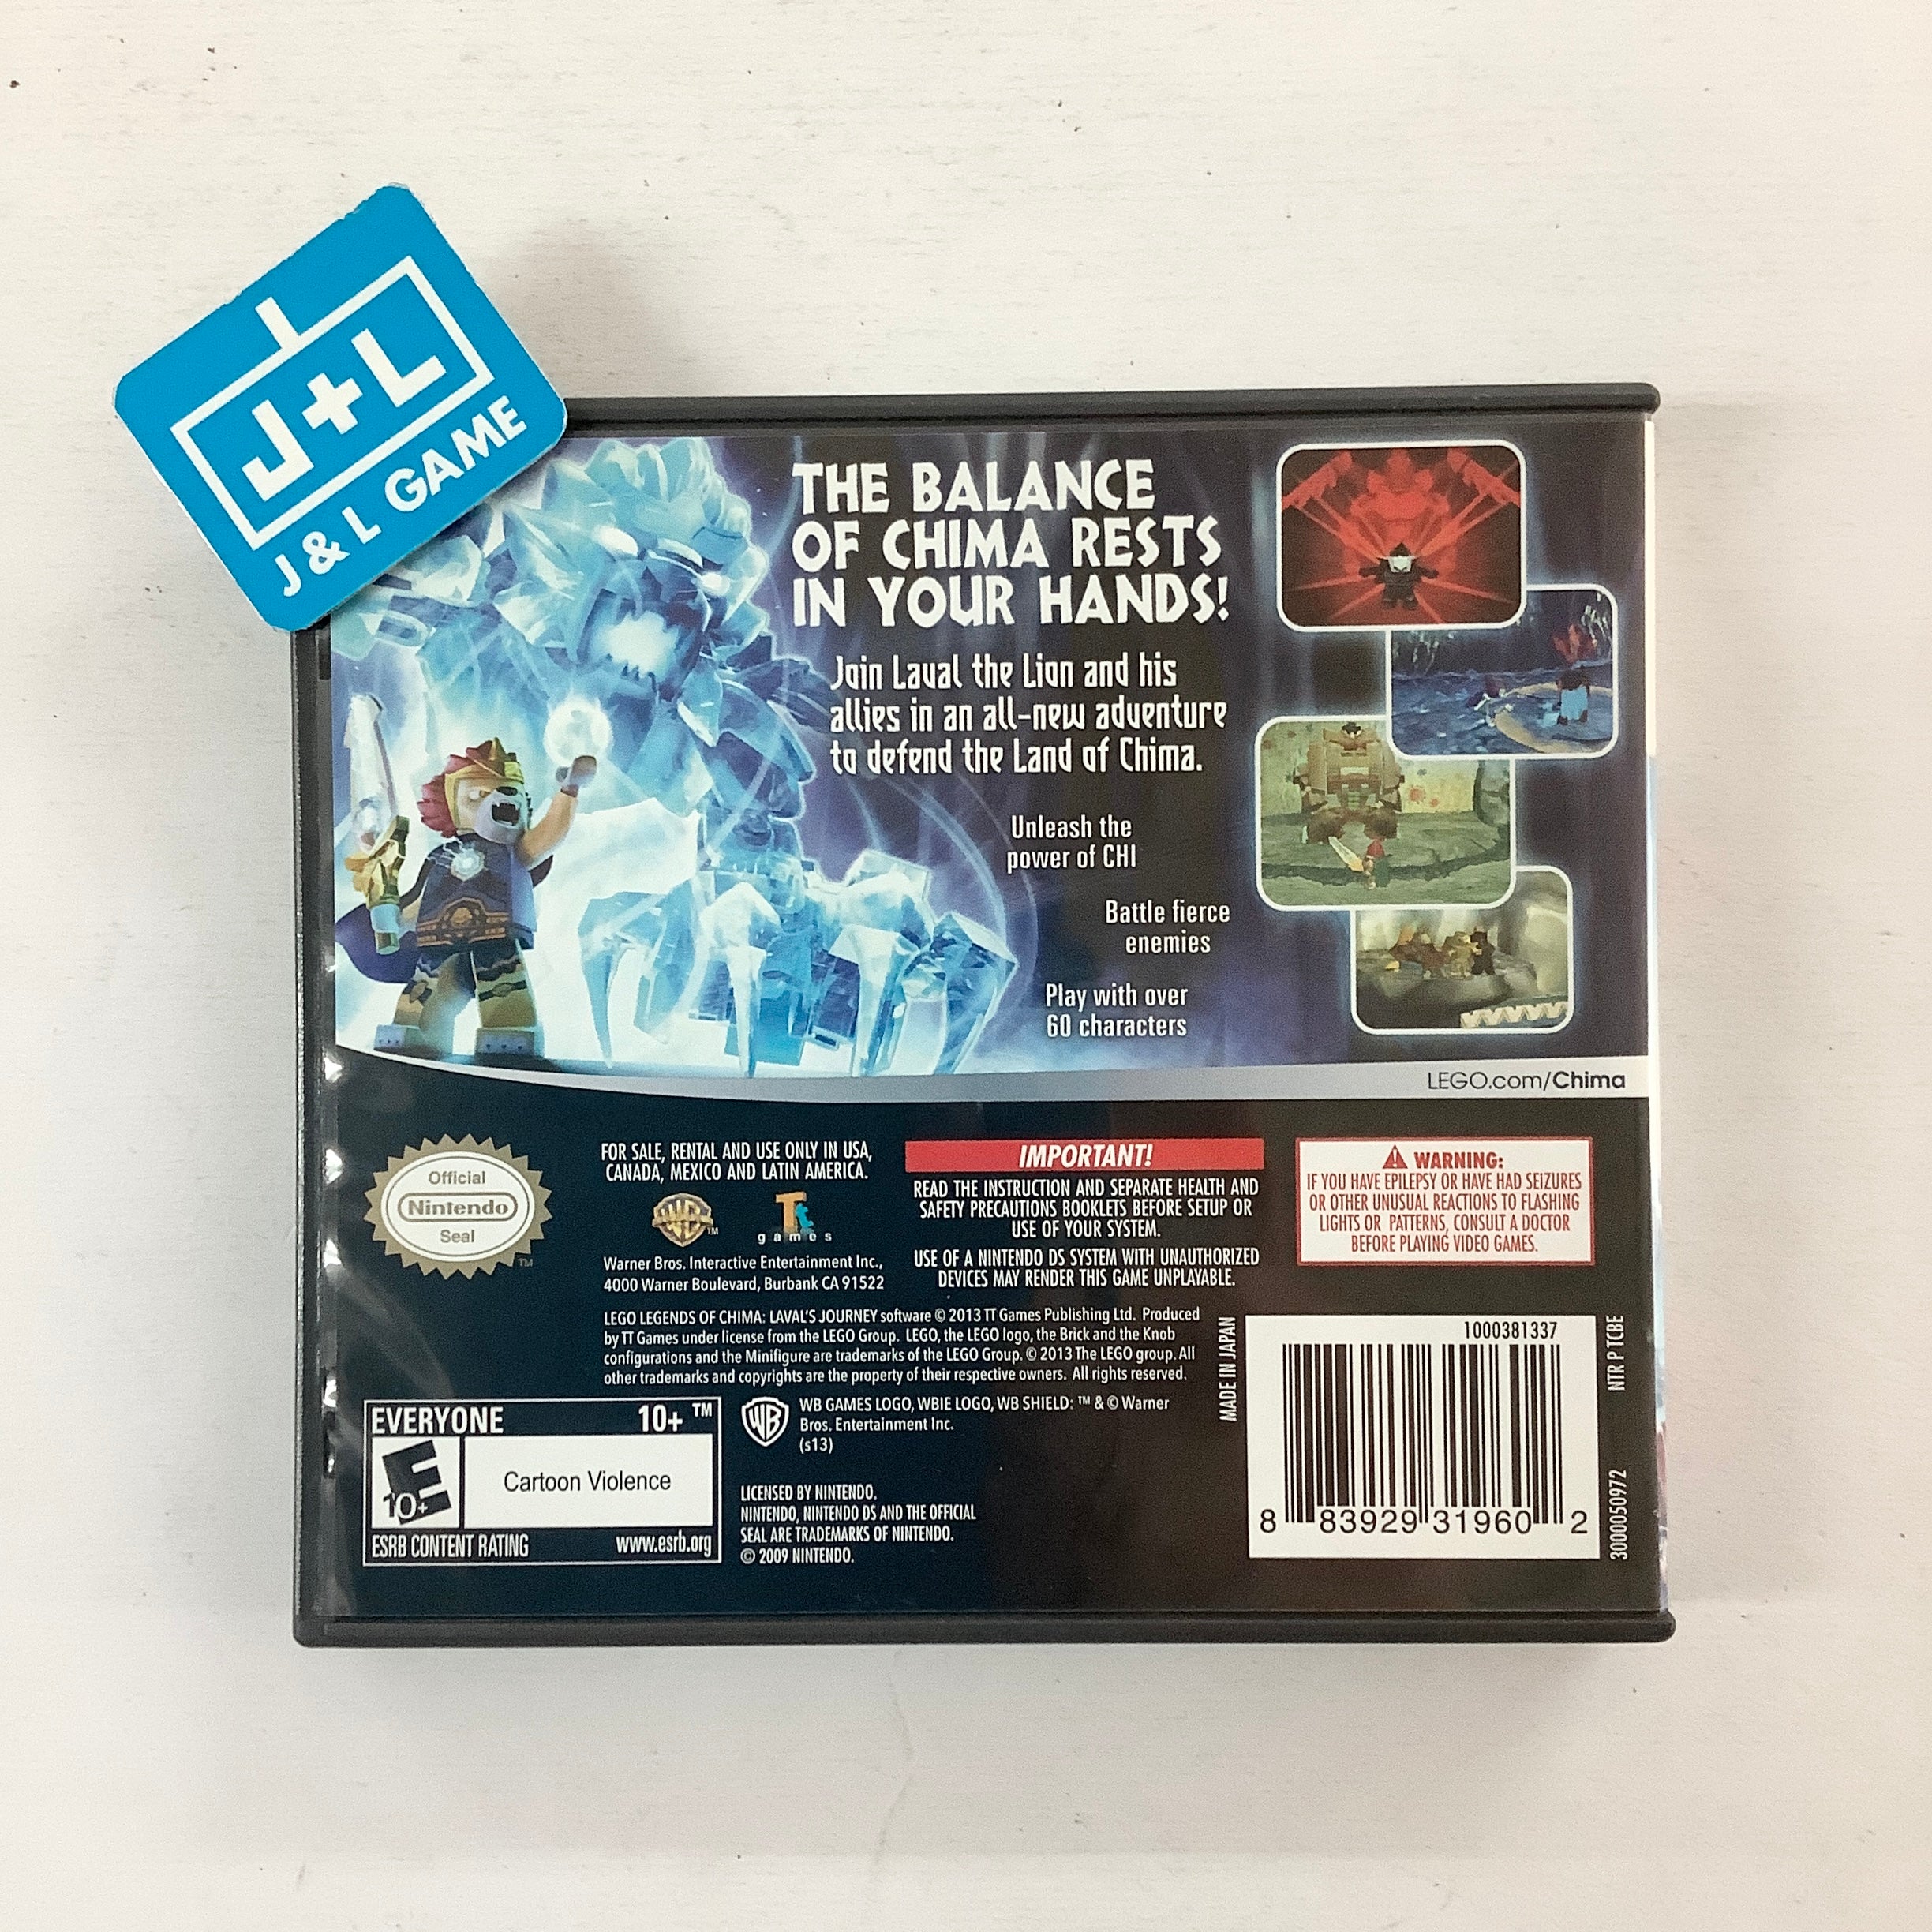 J+L
J & L GAME
THE BALANCE
OF CHIMA RESTS
IN YOUR HANDS!
Join Laval the Lion and his
allies in an all-new adventure
to defend the Land of Chima.
Unleash the
power of CHI
Battle fierce
enemies
Play with over
60 characters
LEGO.com/Chima
Official
Nintendo
Seal
TM
FOR SALE, RENTAL AND USE ONLY IN USA,
CANADA, MEXICO AND LATIN AMERICA.
WB TM
Tt
games
Warner Bros. Interactive Entertainment Inc.,
4000 Warner Boulevard, Burbank CA 91522
IMPORTANT!
READ THE INSTRUCTION AND SEPARATE HEALTH AND
SAFETY PRECAUTIONS BOOKLETS BEFORE SETUP OR
USE OF YOUR SYSTEM.
USE OF A NINTENDO DS SYSTEM WITH UNAUTHORIZED
DEVICES MAY RENDER THIS GAME UNPLAYABLE.
WARNING:
IF YOU HAVE EPILEPSY OR HAVE HAD SEIZURES
OR OTHER UNUSUAL REACTIONS TO FLASHING
LIGHTS OR PATTERNS, CONSULT A DOCTOR
BEFORE PLAYING VIDEO GAMES.
LEGO LEGENDS OF CHIMA: LAVAL'S JOURNEY software © 2013 TT Games Publishing Ltd. Produced
by TT Games under license from the LEGO Group. LEGO, the LEGO logo, the Brick and the Knob
configurations and the Minifigure are trademarks of the LEGO Group. © 2013 The LEGO group. All
other trademarks and copyrights are the property of their respective owners. All rights reserved.
WB
WB GAMES LOGO, WBIE LOGO, WB SHIELD: ™ & © Warner
Bros. Entertainment Inc.
(s13)
LICENSED BY NINTENDO.
NINTENDO, NINTENDO DS AND THE OFFICIAL
SEAL ARE TRADEMARKS OF NINTENDO.
© 2009 NINTENDO.
EVERYONE 10+ ™
E
10+
Cartoon Violence
ESRB CONTENT RATING www.esrb.org
MADE IN JAPAN
1000381337
8 83929 31960 2
NTR P TCBE
3000050972